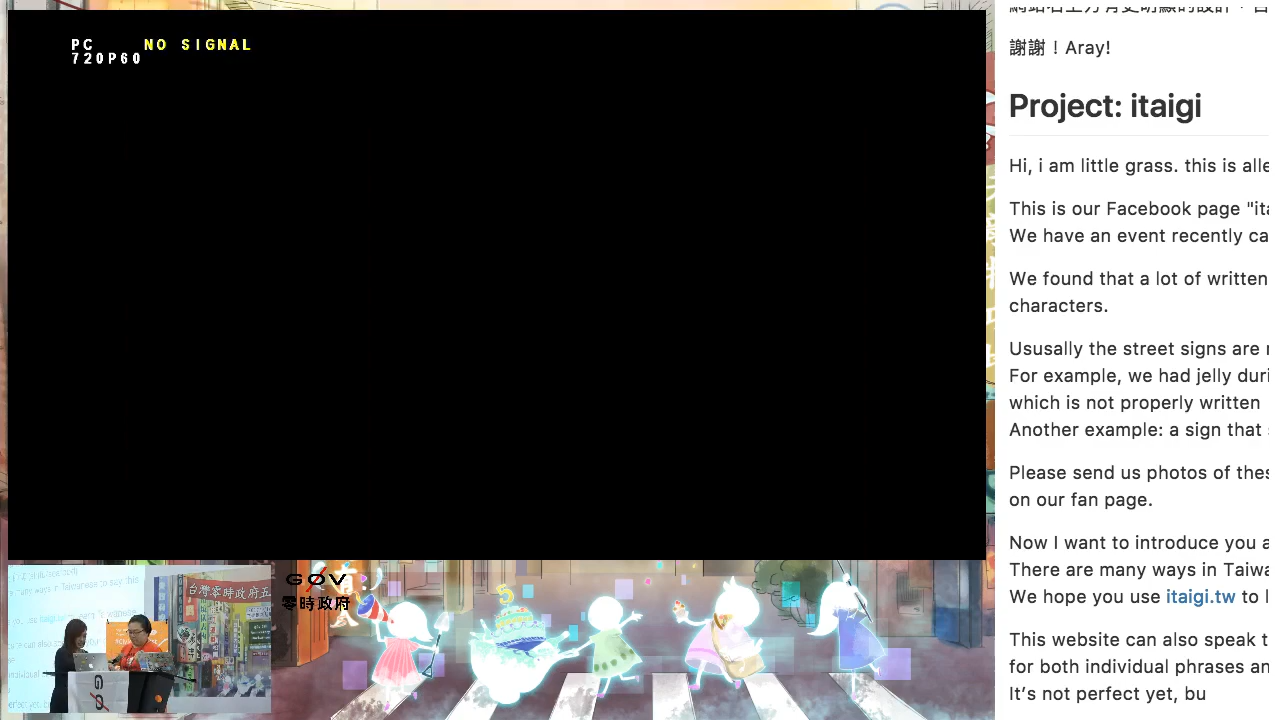 PC NO SIGNAL
720P60
謝謝！Aray!
Project: itaigi
Hi, i am little grass. this is alle
This is our Facebook page "ita
We have an event recently ca
We found that a lot of written
characters.
Ususally the street signs are
For example, we had jelly duri
which is not properly written
Another example: a sign that
Please send us photos of thes
on our fan page.
Now I want to introduce you a
There are many ways in Taiwa
We hope you use itaigi.tw to l
This website can also speak t
for both individual phrases an
It's not perfect yet, bu
G0V
零時政府
台灣零時政府五
G0